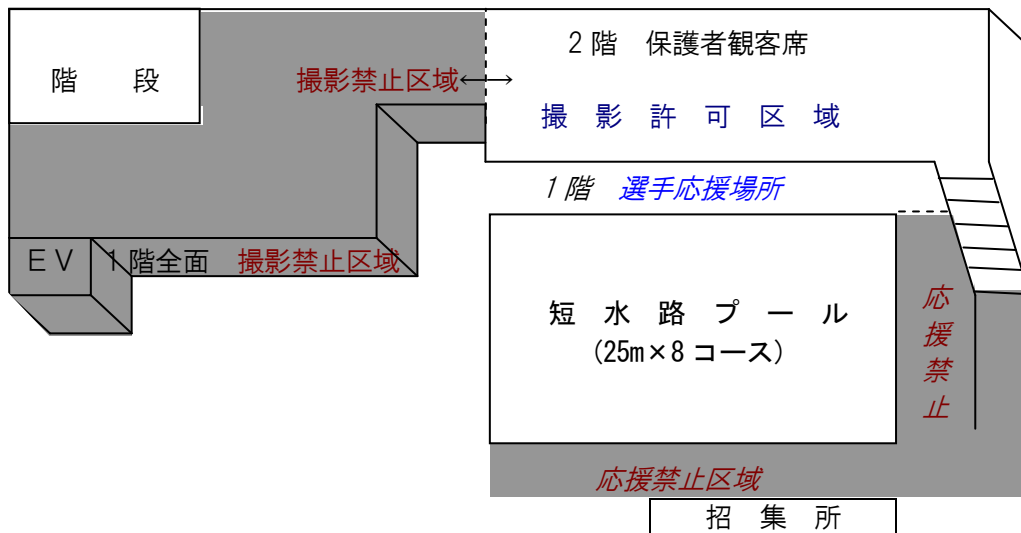 2階 保護者観客席
階 段
撮影禁止区域
撮 影 許 可 区 域
1階 選手応援場所
EV
1階全面 撮影禁止区域
短 水 路 プ ー ル
(25m×8コース)
応援禁止
応援禁止区域
招 集 所